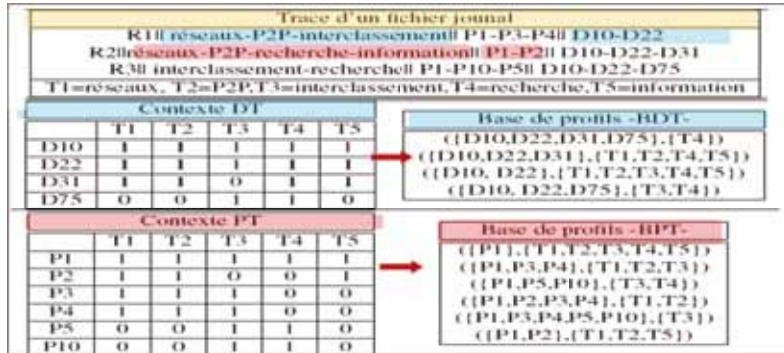 Trace d'un fichier jounal
R1|| réseaux-P2P-interclassement|| P1-P3-P4|| D10-D22
R2||réseaux-P2P-recherche-information|| P1-P2|| D10-D22-D31
R3|| interclassement-recherche|| P1-P10-P5|| D10-D22-D75
T1=réseaux, T2=P2P,T3=interclassement,T4=recherche,T5=information
Contexte DT
T1 T2 T3 T4 T5
D10 1 1 1 1 1
D22 1 1 1 1 1
D31 1 1 0 1 1
D75 0 0 1 1 0
Base de profits -BDT-
({D10,D22,D31,D75},{T4})
({D10,D22,D31},{T1,T2,T4,T5})
({D10, D22},{T1,T2,T3,T4,T5})
({D10, D22,D75},{T3,T4})
Contexte PT
T1 T2 T3 T4 T5
P1 1 1 1 1 1
P2 1 1 0 0 1
P3 1 1 1 0 0
P4 1 1 1 0 0
P5 0 0 1 1 0
P10 0 0 1 1 0
Base de profits -BPT-
({P1},{T1,T2,T3,T4,T5})
({P1,P3,P4},{T1,T2,T3})
({P1,P5,P10},{T3,T4})
({P1,P2,P3,P4},{T1,T2})
({P1,P3,P4,P5,P10},{T3})
({P1,P2},{T1,T2,T5})